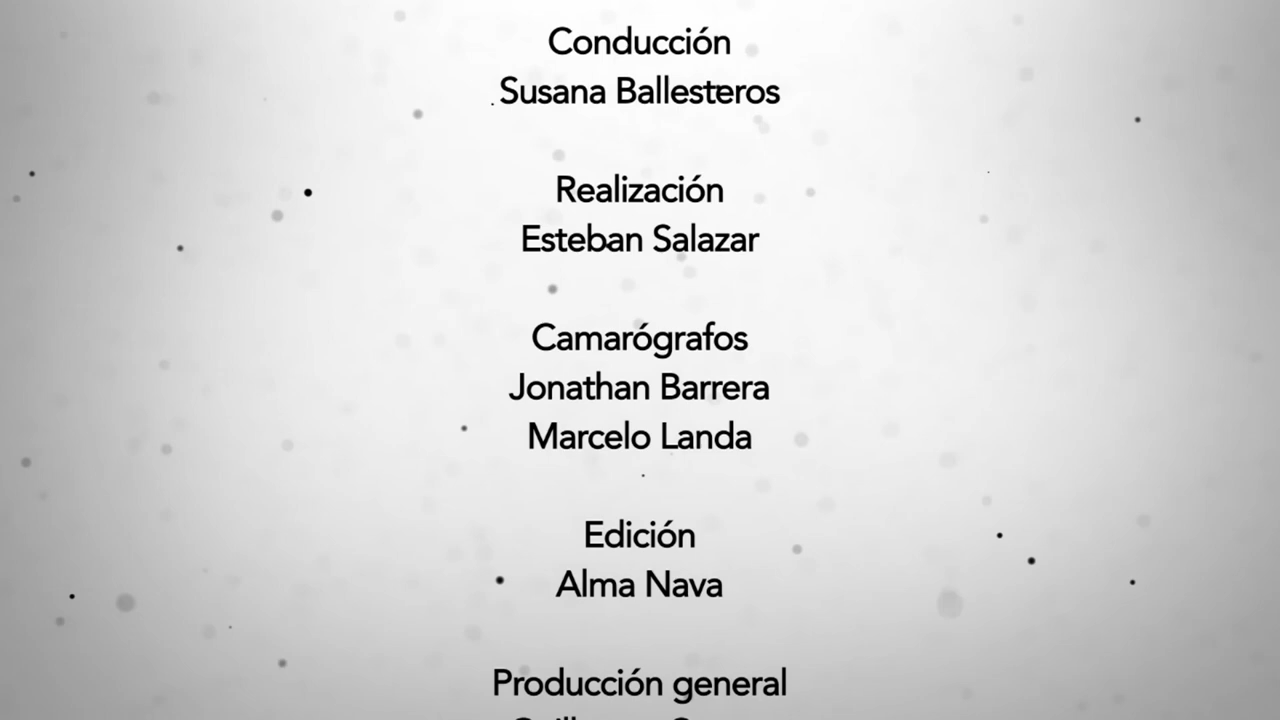 Conducción
Susana Ballesteros
Realización
Esteban Salazar
Camarógrafos
Jonathan Barrera
Marcelo Landa
Edición
Alma Nava
Producción general